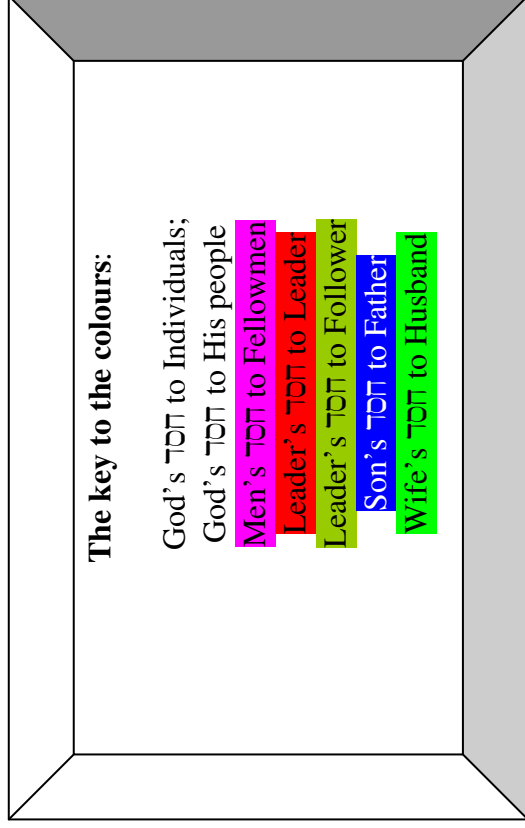 The key to the colours:
God's חסד to Individuals;
God's חסד to His people
Men's חסד to Fellowmen
Leader's חסד to Leader
Leader's חסד to Follower
Son's חסד to Father
Wife's חסד to Husband